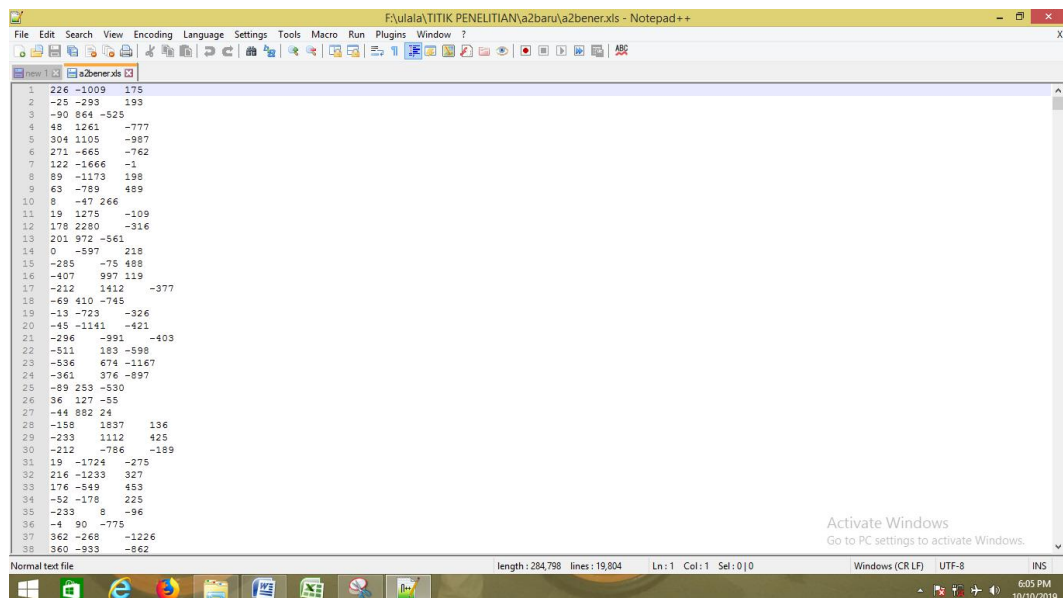 F:\ulala\TITIK PENELITIAN\a2baru\a2bener.xls - Notepad++
File Edit Search View Encoding Language Settings Tools Macro Run Plugins Window ? X
new 1 a2bener.xls
1 226 -1009 175
2 -25 -293 193
3 -90 864 -525
4 48 1261 -777
5 304 1105 -987
6 271 -665 -762
7 122 -1666 -1
8 89 -1173 198
9 63 -789 489
10 8 -47 266
11 19 1275 -109
12 178 2280 -316
13 201 972 -561
14 0 -597 218
15 -285 -75 488
16 -407 997 119
17 -212 1412 -377
18 -69 410 -745
19 -13 -723 -326
20 -45 -1141 -421
21 -296 -991 -403
22 -511 183 -598
23 -536 674 -1167
24 -361 376 -897
25 -89 253 -530
26 36 127 -55
27 -44 882 24
28 -158 1837 136
29 -233 1112 425
30 -212 -786 -189
31 19 -1724 -275
32 216 -1233 327
33 176 -549 453
34 -52 -178 225
35 -233 8 -96
36 -4 90 -775
37 362 -268 -1226
38 360 -933 -862
Activate Windows
Go to PC settings to activate Windows.
Normal text file length : 284,798 lines : 19,804 Ln : 1 Col : 1 Sel : 0 | 0 Windows (CR LF) UTF-8 INS
6:05 PM
10/10/2019